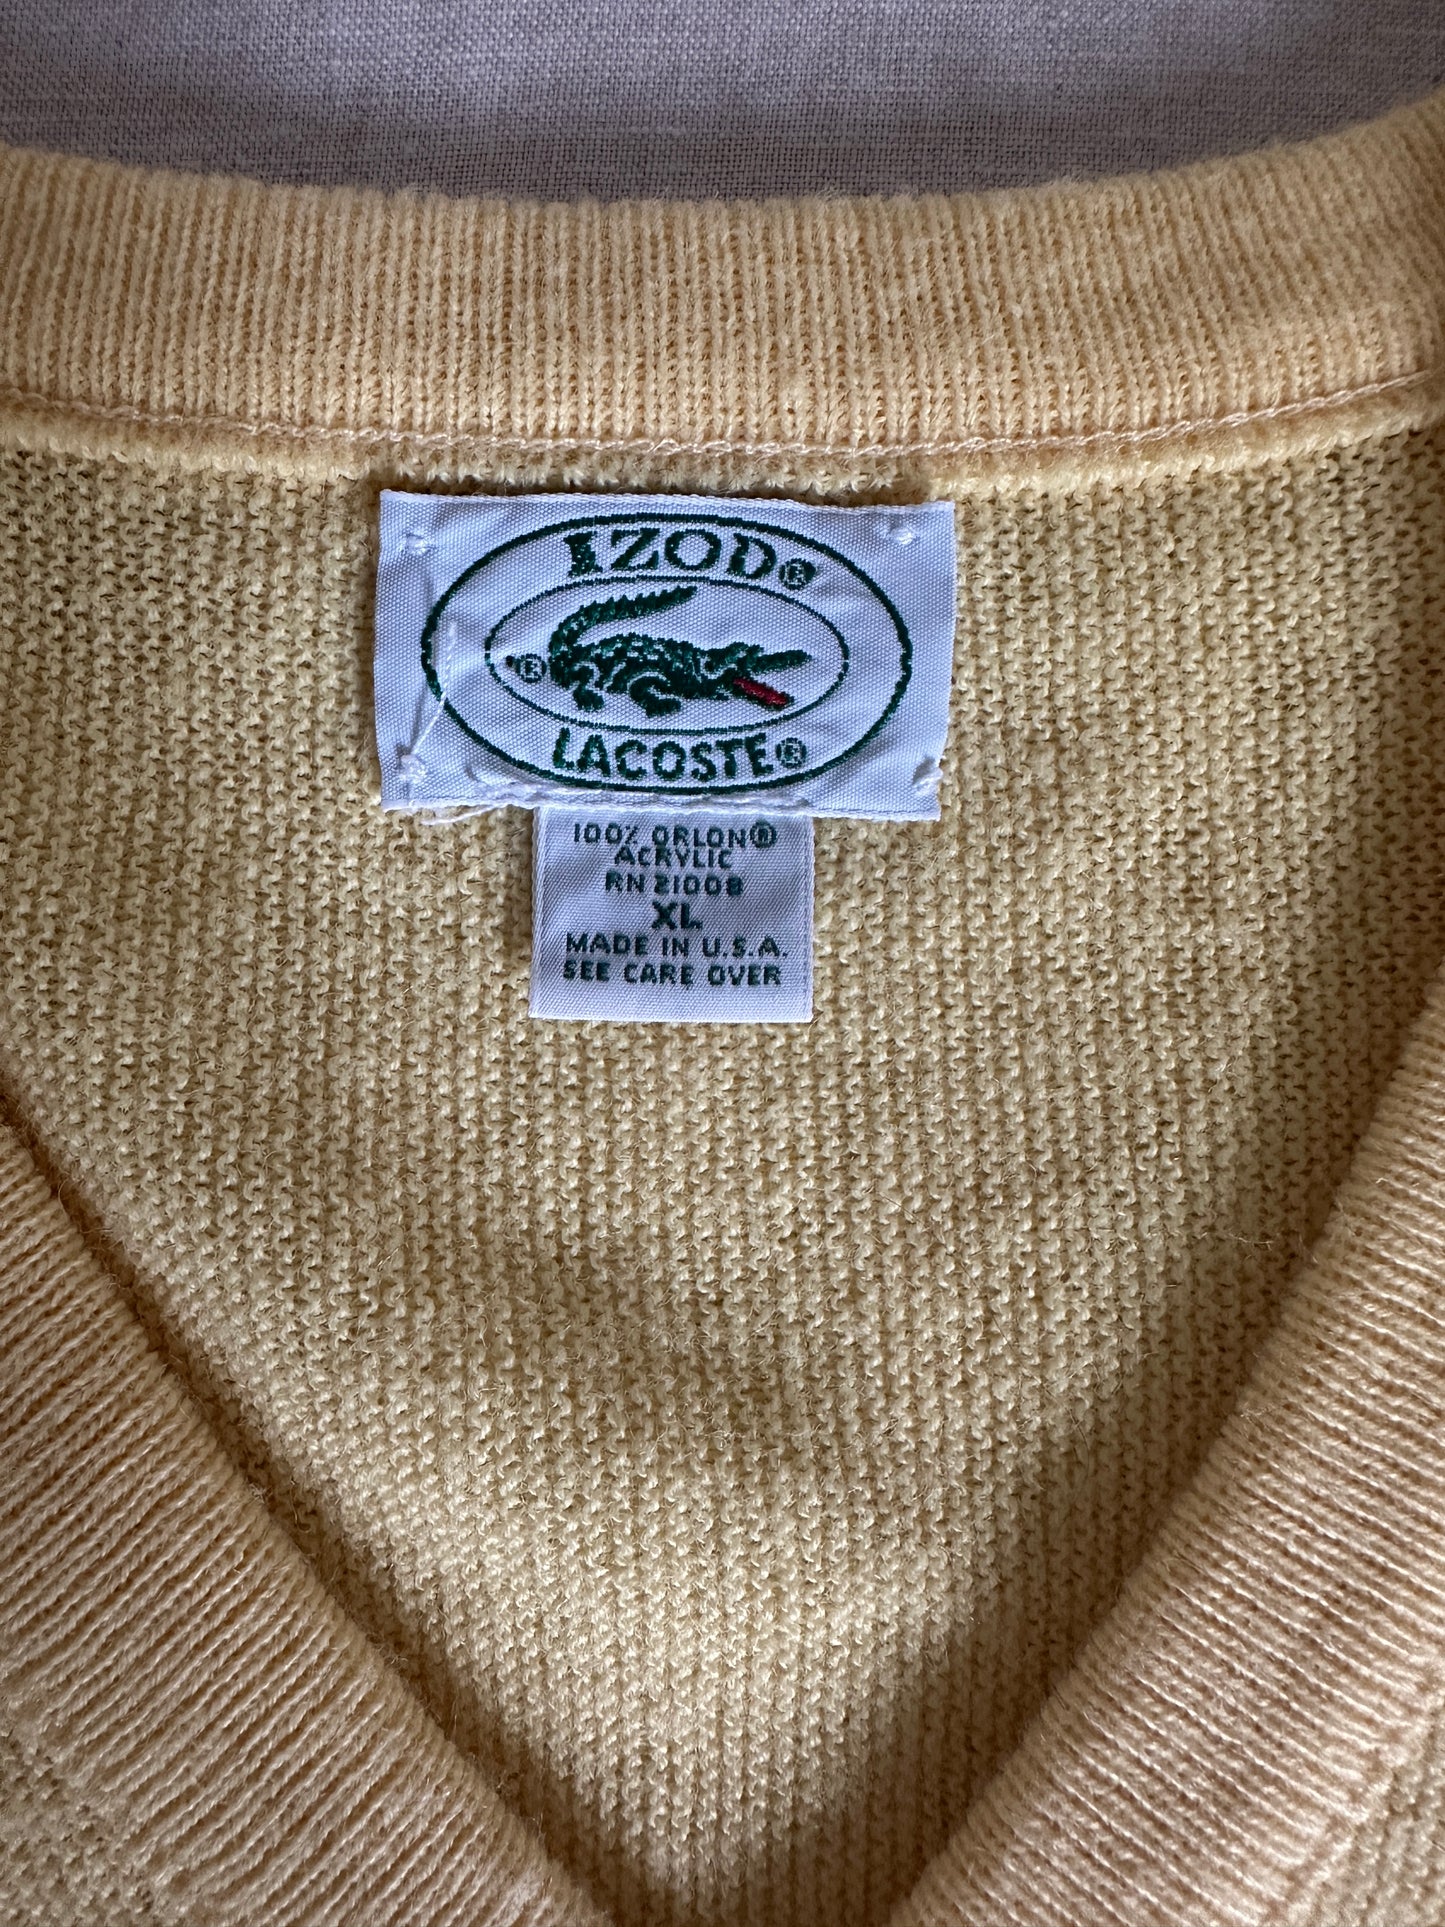 IZOD®
®
LACOSTE®
100% ORLON®
ACRYLIC
RN 21008
XL
MADE IN U.S.A.
SEE CARE OVER